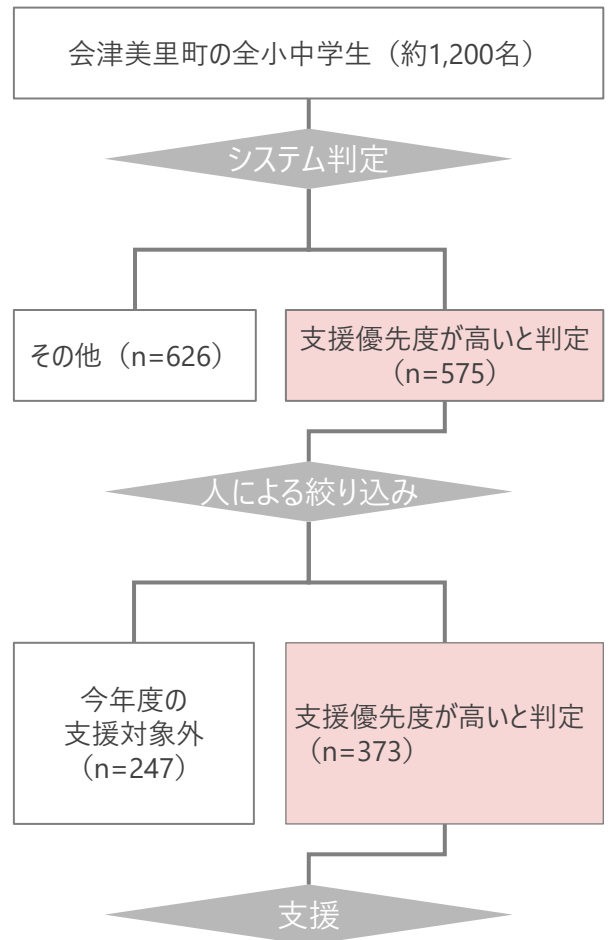 会津美里町の全小中学生（約1,200名）
システム判定
その他（n=626）
支援優先度が高いと判定
（n=575）
人による絞り込み
今年度の
支援対象外
（n=247）
支援優先度が高いと判定
（n=373）
支援